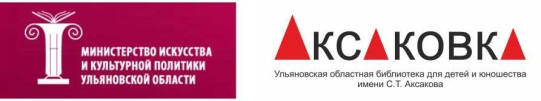 МИНИСТЕРСТВО ИСКУССТВА
И КУЛЬТУРНОЙ ПОЛИТИКИ
УЛЬЯНОВСКОЙ ОБЛАСТИ
АКСАКОВКА
Ульяновская областная библиотека для детей и юношества
имени С.Т. Аксакова